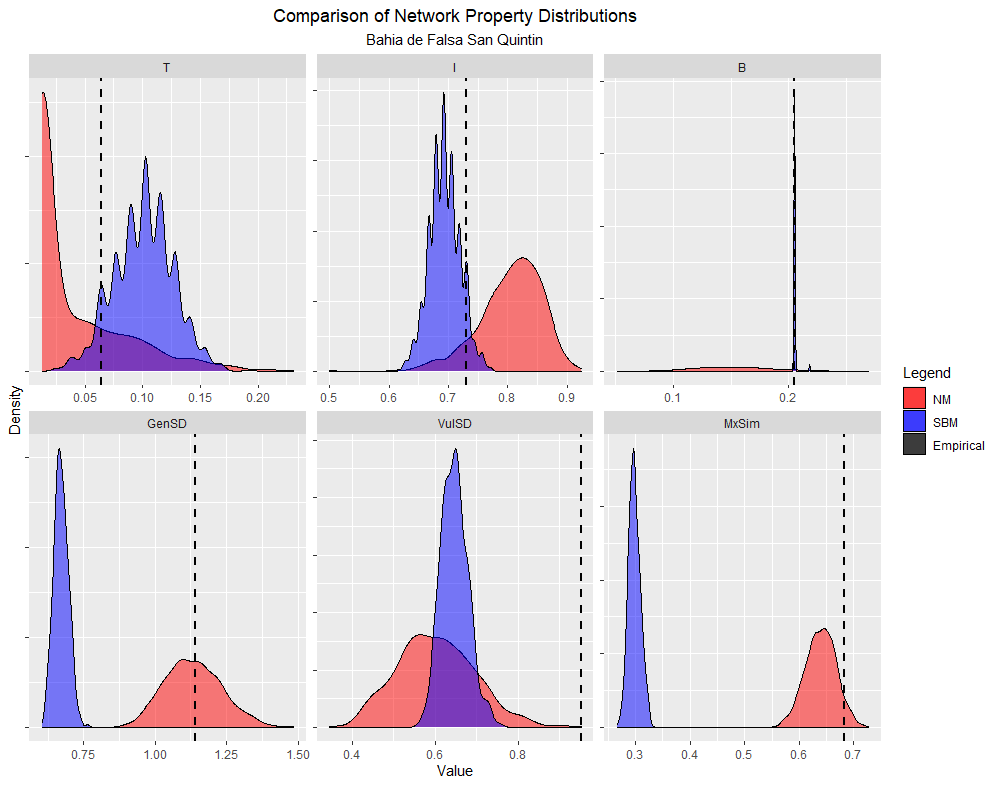 Comparison of Network Property Distributions
Bahia de Falsa San Quintin
T I B
0.05 0.10 0.15 0.20 0.5 0.6 0.7 0.8 0.9 0.1 0.2
GenSD VulSD MxSim
0.75 1.00 1.25 1.50 0.4 0.6 0.8 0.3 0.4 0.5 0.6 0.7
Value
Density
Legend
NM
SBM
Empirical